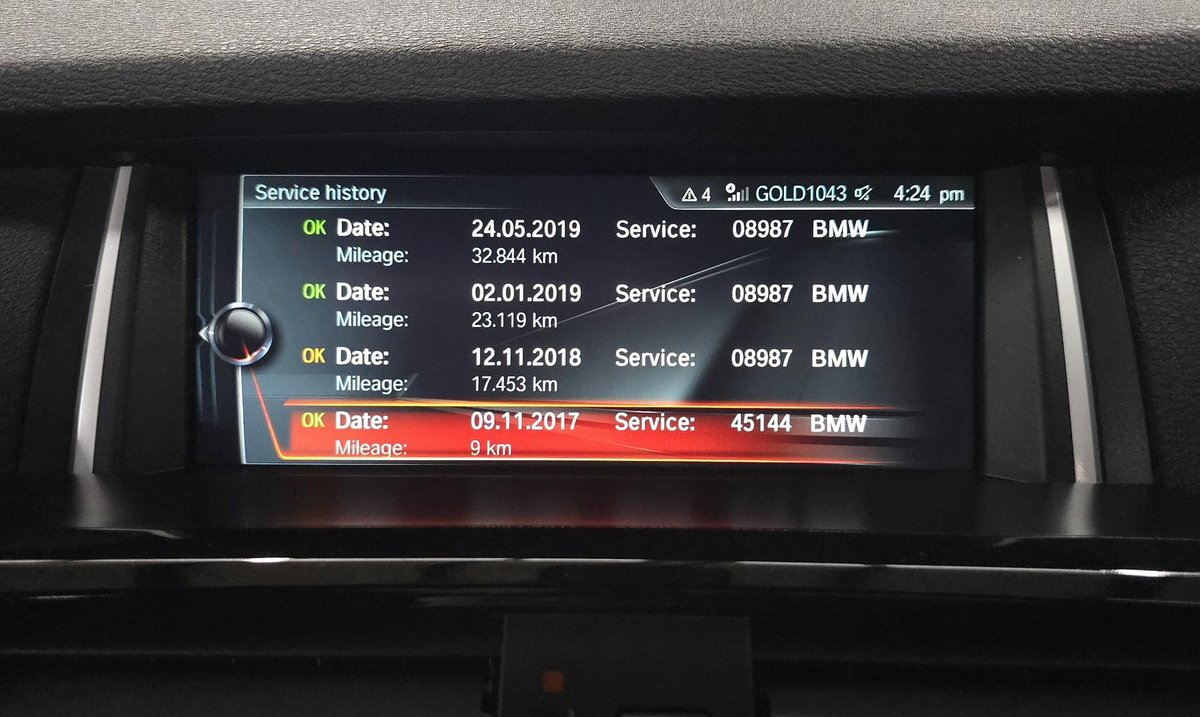 Service history 4 GOLD1043 4:24 pm
OK Date: 24.05.2019 Service: 08987 BMW
Mileage: 32.844 km
OK Date: 02.01.2019 Service: 08987 BMW
Mileage: 23.119 km
OK Date: 12.11.2018 Service: 08987 BMW
Mileage: 17.453 km
OK Date: 09.11.2017 Service: 45144 BMW
Mileage: 9 km